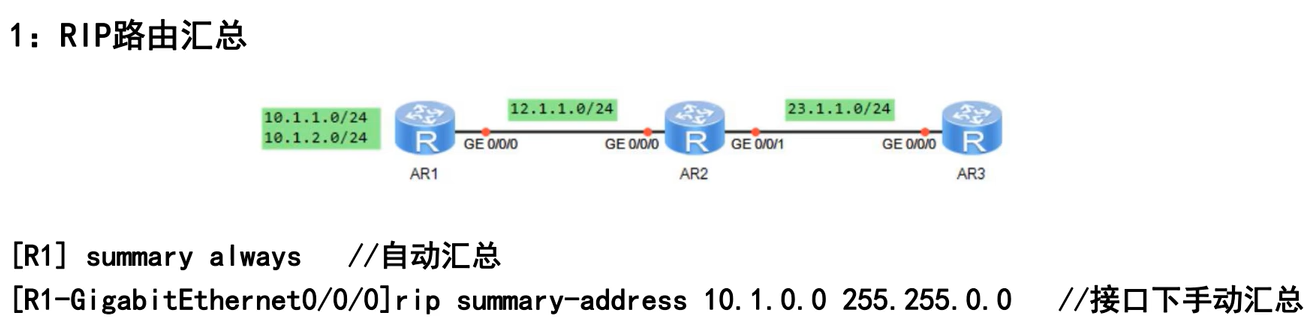 1：RIP路由汇总
12.1.1.0/24 23.1.1.0/24
10.1.1.0/24
10.1.2.0/24
R R R
GE 0/0/0 GE 0/0/0 GE 0/0/1 GE 0/0/0
AR1 AR2 AR3
[R1] summary always //自动汇总
[R1-GigabitEthernet0/0/0]rip summary-address 10.1.0.0 255.255.0.0 //接口下手动汇总